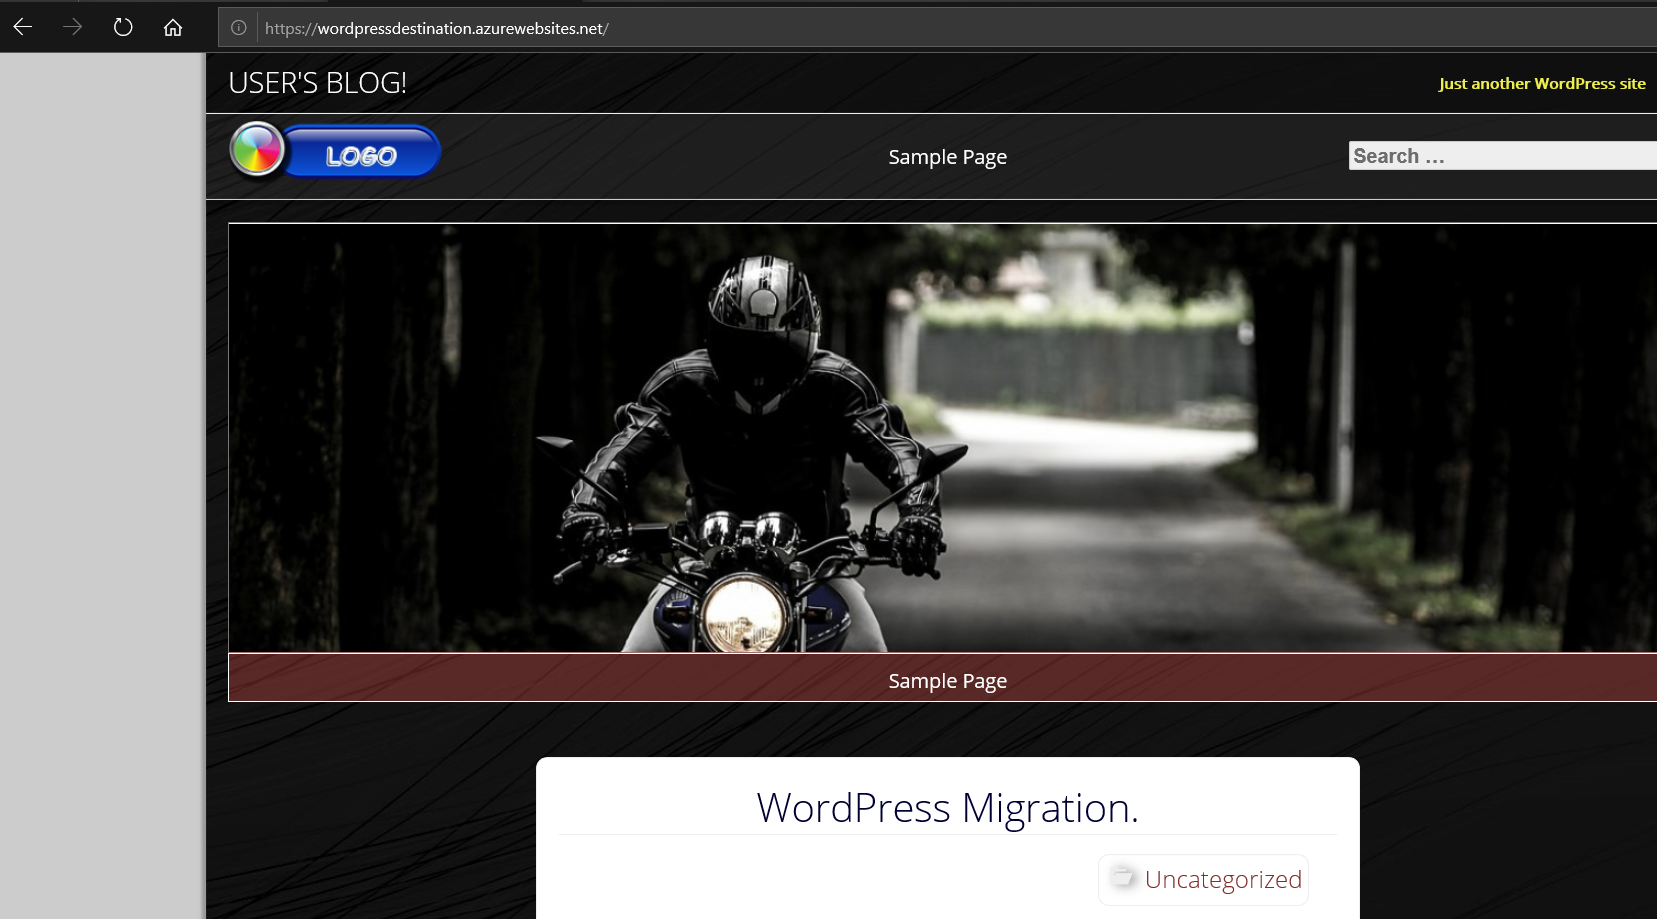 https://wordpressdestination.azurewebsites.net/
USER'S BLOG!
Just another WordPress site
LOGO
Sample Page
Search ...
Sample Page
WordPress Migration.
Uncategorized